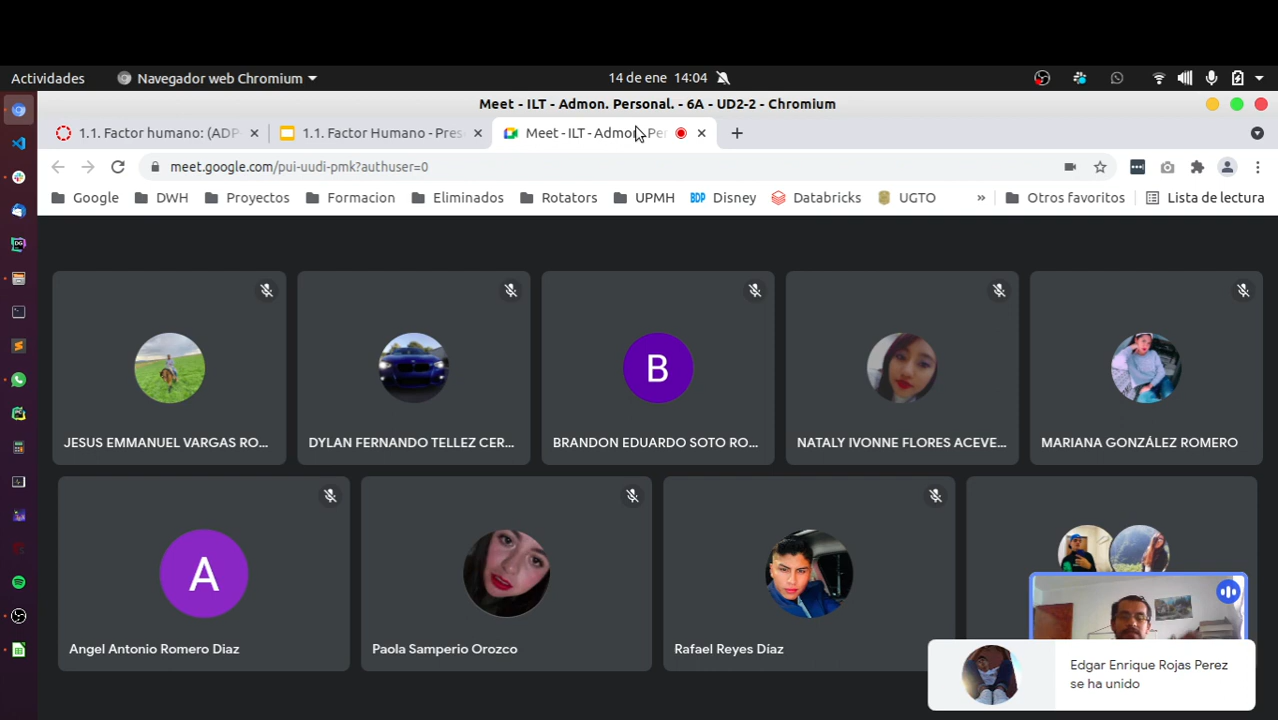 Actividades
Navegador web Chromium
14 de ene 14:04
Meet - ILT - Admon. Personal. - 6A - UD2-2 - Chromium
1.1. Factor humano: (ADP-
1.1. Factor Humano - Pres
Meet - ILT - Admon. Per
meet.google.com/pui-uudi-pmk?authuser=0
Google
DWH
Proyectos
Formacion
Eliminados
Rotators
UPMH
BDP Disney
Databricks
UGTO
»
Otros favoritos
Lista de lectura
JESUS EMMANUEL VARGAS RO...
DYLAN FERNANDO TELLEZ CER...
B
BRANDON EDUARDO SOTO RO...
NATALY IVONNE FLORES ACEVE...
MARIANA GONZÁLEZ ROMERO
A
Angel Antonio Romero Diaz
Paola Samperio Orozco
Rafael Reyes Díaz
Edgar Enrique Rojas Perez
se ha unido